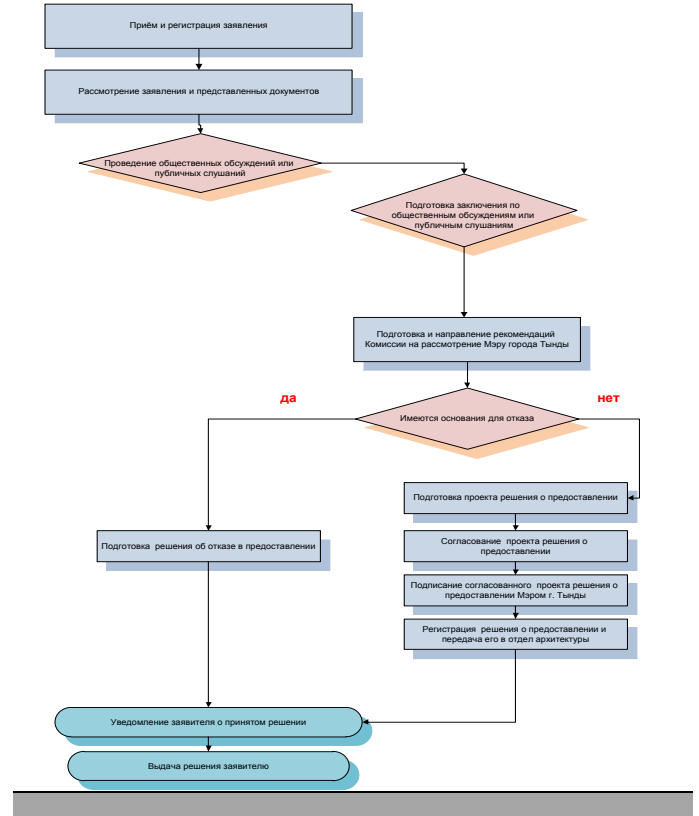 Приём и регистрация заявления
Рассмотрение заявления и представленных документов
Проведение общественных обсуждений или
публичных слушаний
Подготовка заключения по
общественным обсуждениям или
публичным слушаниям
Подготовка и направление рекомендаций
Комиссии на рассмотрение Мэру города Тынды
да
нет
Имеются основания для отказа
Подготовка проекта решения о предоставлении
Подготовка решения об отказе в предоставлении
Согласование проекта решения о
предоставлении
Подписание согласованного проекта решения о
предоставлении Мэром г. Тынды
Регистрация решения о предоставлении и
передача его в отдел архитектуры
Уведомление заявителя о принятом решении
Выдача решения заявителю